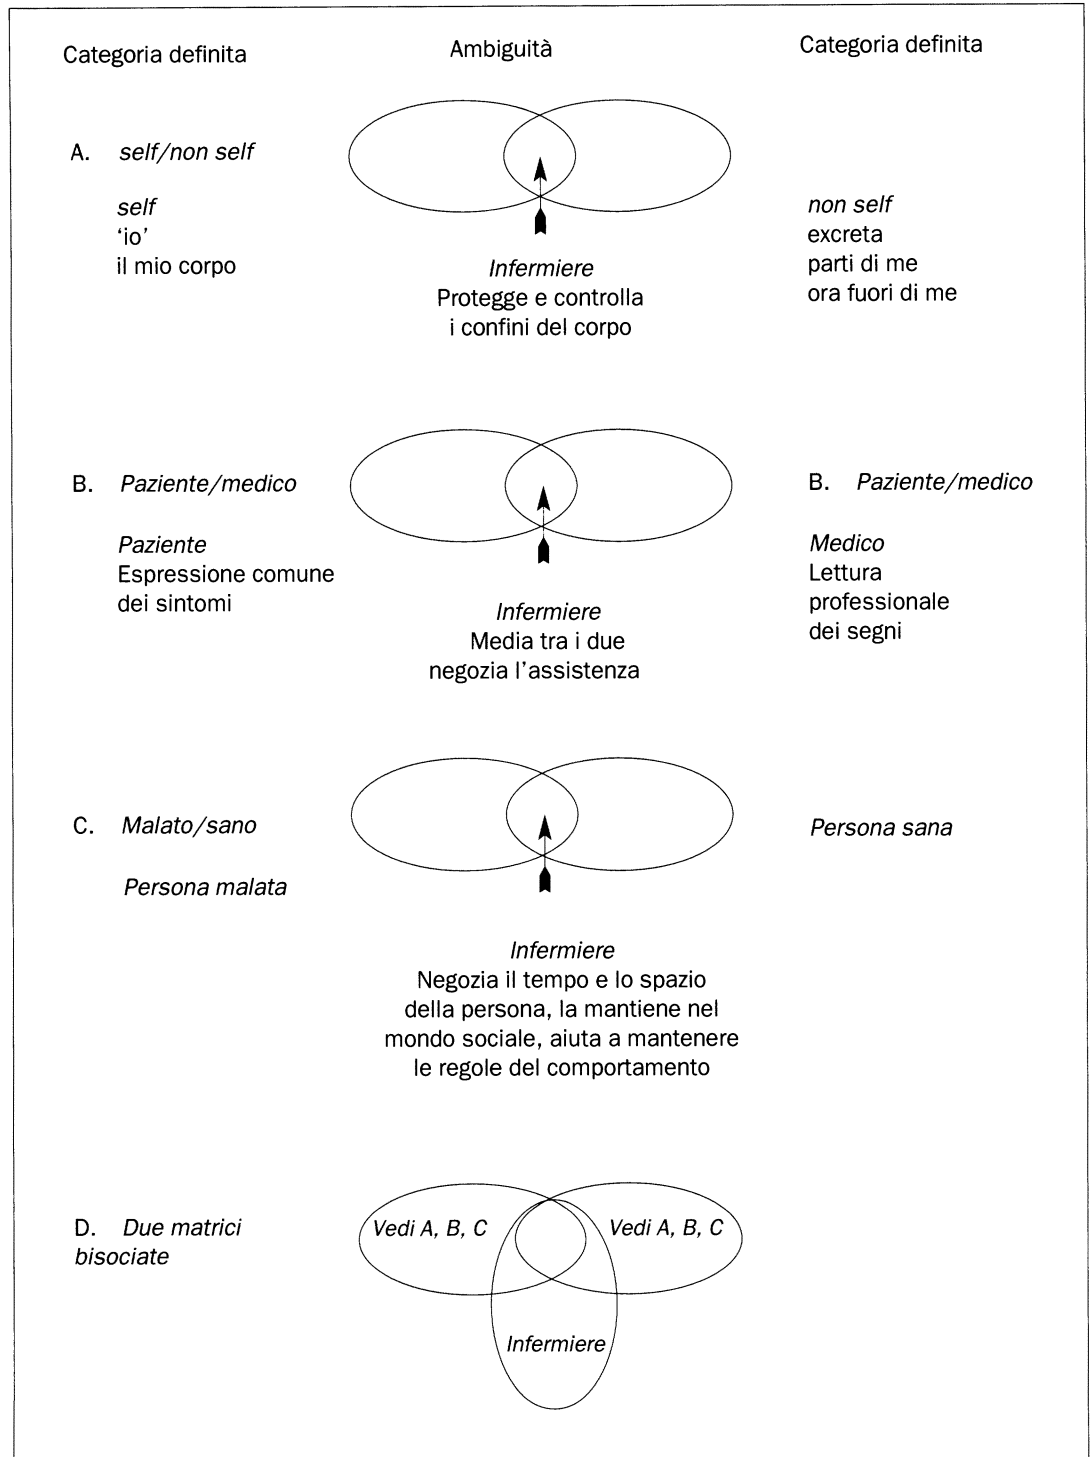 Categoria definita
Ambiguità
Categoria definita
A. self/non self
self
'io'
il mio corpo
Infermiere
Protegge e controlla
i confini del corpo
non self
excreta
parti di me
ora fuori di me
B. Paziente/medico
Paziente
Espressione comune
dei sintomi
Infermiere
Media tra i due
negozia l'assistenza
B. Paziente/medico
Medico
Lettura
professionale
dei segni
C. Malato/sano
Persona malata
Infermiere
Negozia il tempo e lo spazio
della persona, la mantiene nel
mondo sociale, aiuta a mantenere
le regole del comportamento
Persona sana
D. Due matrici
bisociate
Vedi A, B, C
Vedi A, B, C
Infermiere